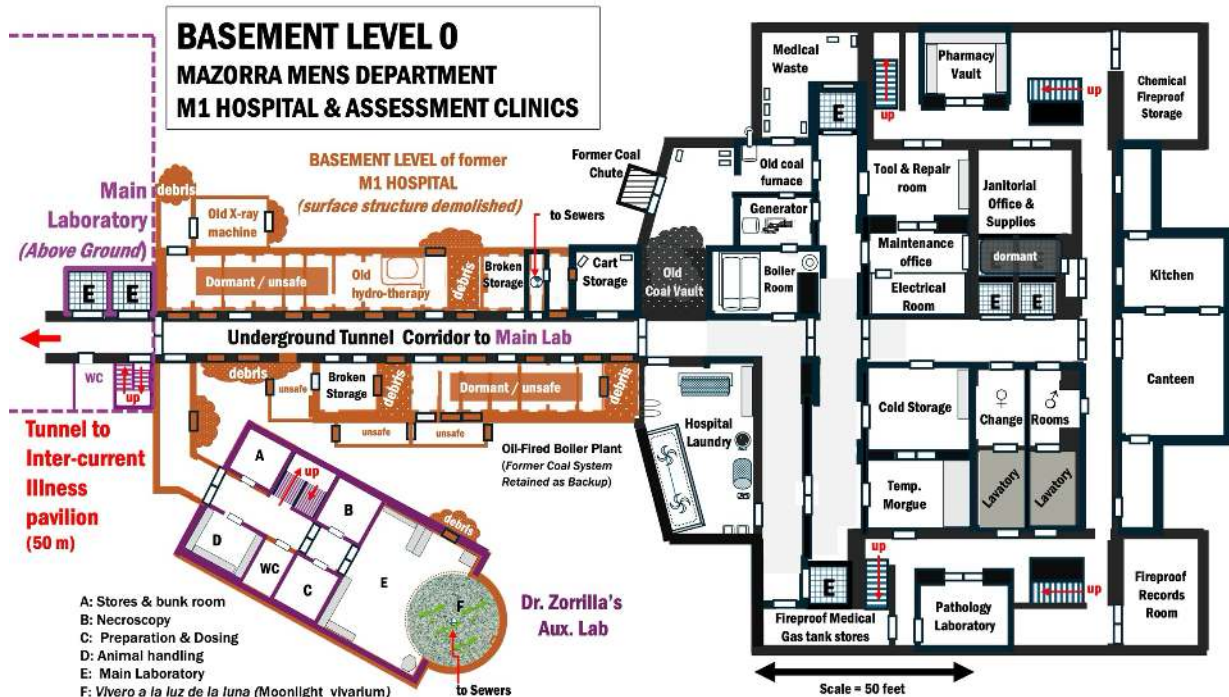 BASEMENT LEVEL 0
MAZORRA MENS DEPARTMENT
M1 HOSPITAL & ASSESSMENT CLINICS
BASEMENT LEVEL of former
M1 HOSPITAL
(surface structure demolished)
Main
Laboratory
(Above Ground)
E
E
debris
Old X-ray
machine
Dormant / unsafe
Old
hydro-therapy
debris
Broken
Storage
to Sewers
Cart
Storage
Former Coal
Chute
Old
Coal Vault
Medical
Waste
E
Old coal
furnace
Generator
Boiler
Room
up
Pharmacy
Vault
up
Chemical
Fireproof
Storage
Tool & Repair
room
Janitorial
Office &
Supplies
Maintenance
office
Electrical
Room
dormant
E
E
Kitchen
Canteen
Underground Tunnel Corridor to Main Lab
WC
up
Tunnel to
Inter-current
Illness
pavilion
(50 m)
debris
unsafe
Broken
Storage
debris
Dormant / unsafe
debris
unsafe
unsafe
Oil-Fired Boiler Plant
(Former Coal System
Retained as Backup)
Hospital
Laundry
Cold Storage
♀
Change
♂
Rooms
Temp.
Morgue
Lavatory
Lavatory
A
up
B
D
WC
C
E
F
debris
Dr. Zorrilla's
Aux. Lab
to Sewers
A: Stores & bunk room
B: Necroscopy
C: Preparation & Dosing
D: Animal handling
E: Main Laboratory
F: Vivero a la luz de la luna (Moonlight vivarium)
E
up
Fireproof Medical
Gas tank stores
Pathology
Laboratory
up
Fireproof
Records
Room
Scale = 50 feet